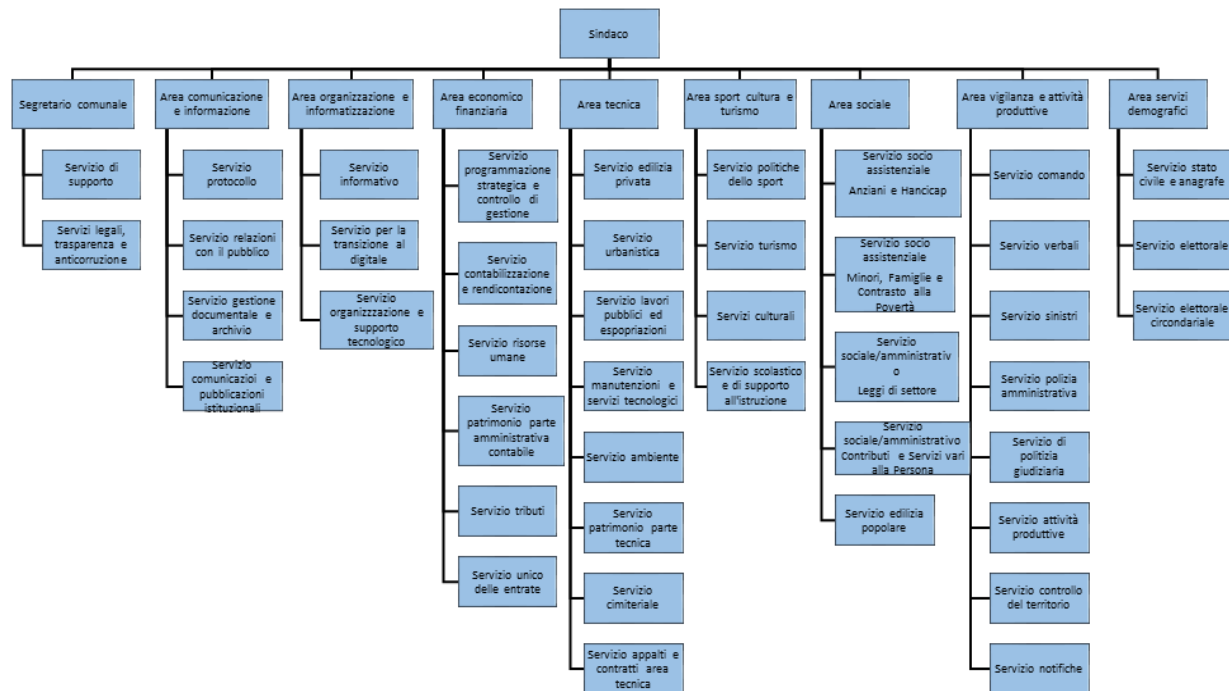 Sindaco
Segretario comunale
Area comunicazione
e informazione
Area organizzazione e
informatizzazione
Area economico
finanziaria
Area tecnica
Area sport cultura e
turismo
Area sociale
Area vigilanza e attività
produttive
Area servizi
demografici
Servizio di
supporto
Servizi legali,
trasparenza e
anticorruzione
Servizio
protocollo
Servizio relazioni
con il pubblico
Servizio gestione
documentale e
archivio
Servizio
comunicazioi e
pubblicazioni
istituzionali
Servizio
informativo
Servizio per la
transizione al
digitale
Servizio
organizzzazione e
supporto
tecnologico
Servizio
programmazione
strategica e
controllo di
gestione
Servizio
contabilizzazione
e rendicontazione
Servizio risorse
umane
Servizio
patrimonio parte
amministrativa
contabile
Servizio tributi
Servizio unico
delle entrate
Servizio edilizia
privata
Servizio
urbanistica
Servizio lavori
pubblici ed
espopriazioni
Servizio
manutenzioni e
servizi tecnologici
Servizio ambiente
Servizio
patrimonio parte
tecnica
Servizio
cimiteriale
Servizio appalti e
contratti area
tecnica
Servizio politiche
dello sport
Servizio turismo
Servizi culturali
Servizio scolastico
e di supporto
all'istruzione
Servizio socio
assistenziale
Anziani e Handicap
Servizio socio
assistenziale
Minori, Famiglie e
Contrasto alla
Povertà
Servizio
sociale/amministrativ
o
Leggi di settore
Servizio
sociale/amministrativo
Contributi e Servizi vari
alla Persona
Servizio edilizia
popolare
Servizio comando
Servizio verbali
Servizio sinistri
Servizio polizia
amministrativa
Servizio di
politizia
giudiziaria
Servizio attività
produttive
Servizio controllo
del territorio
Servizio notifiche
Servizio stato
civile e anagrafe
Servizio elettorale
Servizio elettorale
circondariale